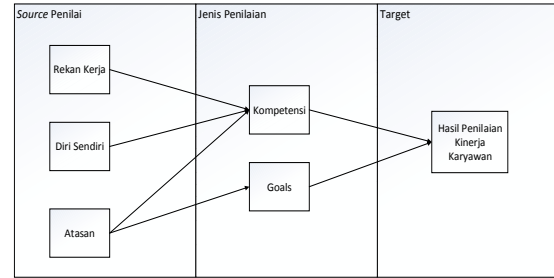 Source Penilai
Jenis Penilaian
Target
Rekan Kerja
Diri Sendiri
Atasan
Kompetensi
Goals
Hasil Penilaian
Kinerja
Karyawan